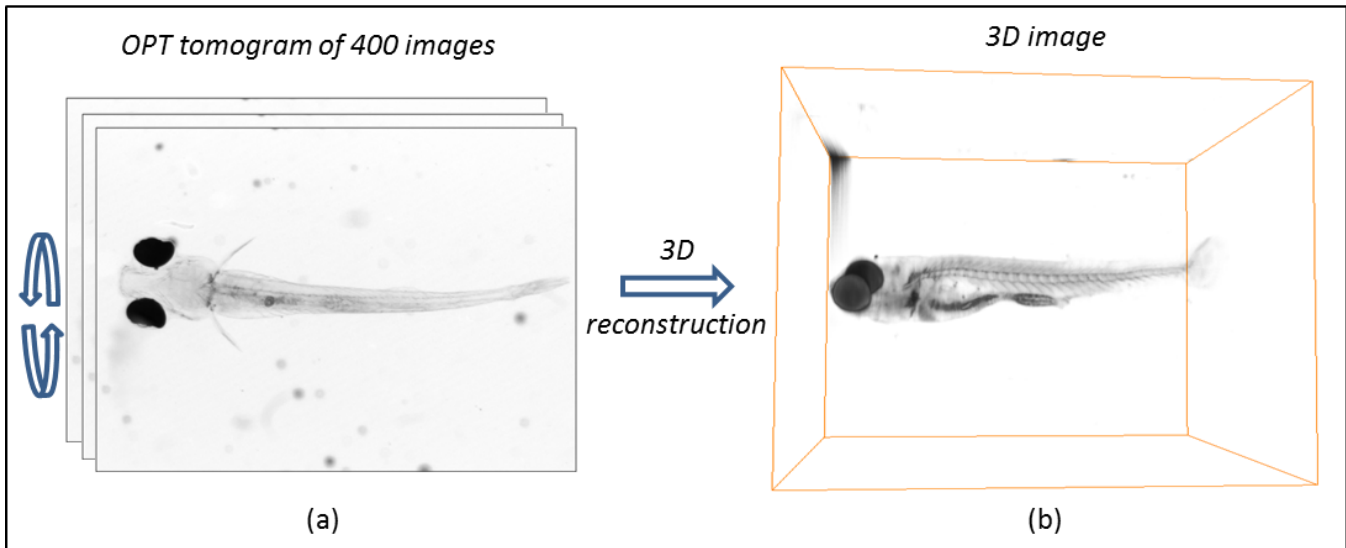 OPT tomogram of 400 images
3D image
3D
reconstruction
(a)
(b)